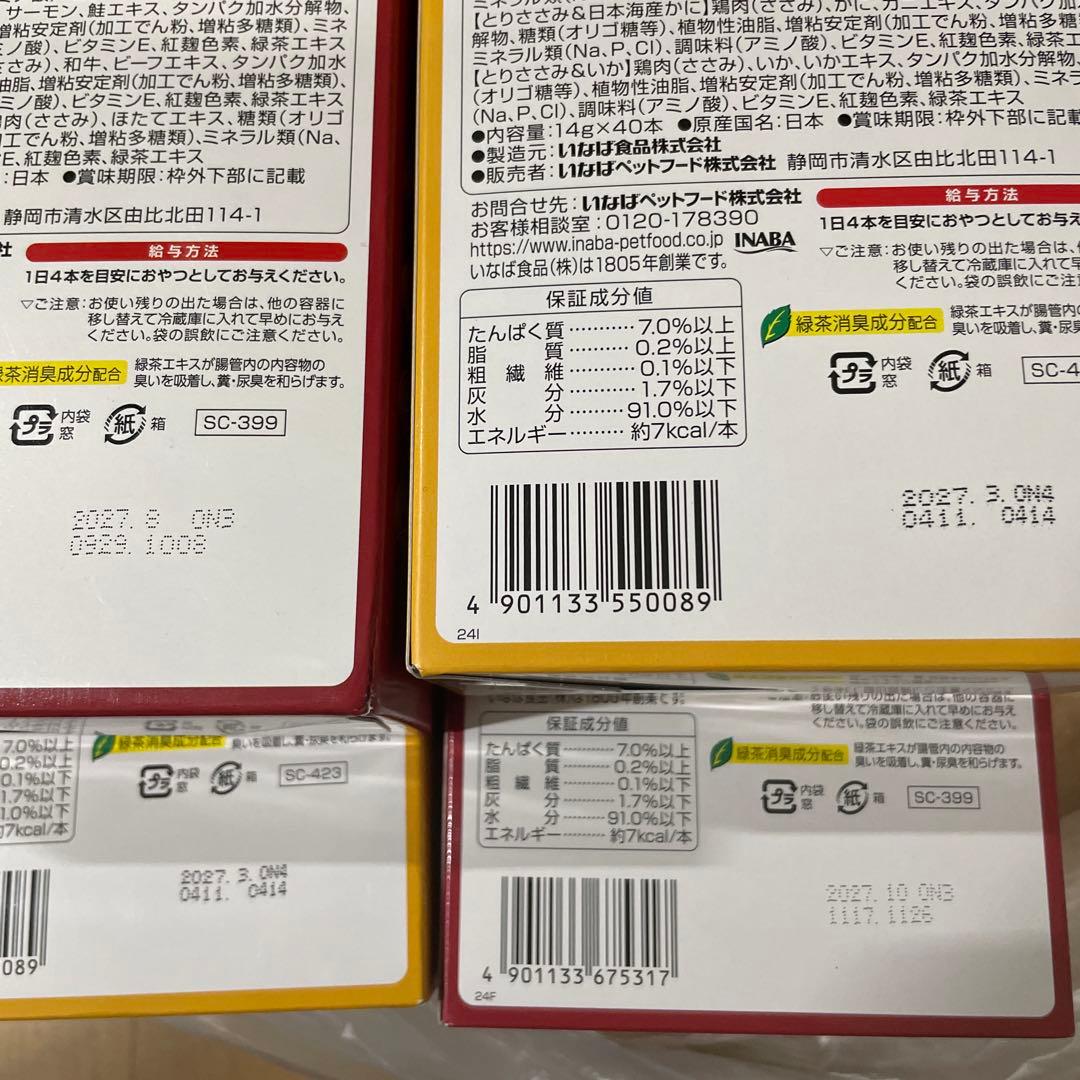 サーモン、鮭エキス、タンパク加水分解物、
増粘安定剤(加工でん粉、増粘多糖類)、ミネ
ミノ酸)、ビタミンE、紅麹色素、緑茶エキス
ささみ)、和牛、ビーフエキス、タンパク加水
油脂、増粘安定剤(加工でん粉、増粘多糖類)、
アミノ酸)、ビタミンE、紅麹色素、緑茶エキス
鶏肉(ささみ)、ほたてエキス、糖類(オリゴ
加工でん粉、増粘多糖類)、ミネラル類(Na、
E、紅麹色素、緑茶エキス
:日本 ●賞味期限:枠外下部に記載
静岡市清水区由比北田114-1
社
給与方法
1日4本を目安におやつとしてお与えください。
▽ご注意:お使い残りの出た場合は、他の容器に
移し替えて冷蔵庫に入れて早めにお与え
ください。袋の誤飲にご注意ください。
緑茶消臭成分配合
緑茶エキスが腸管内の内容物の
臭いを吸着し、糞・尿臭を和らげます。
プラ 内袋 窓
紙 箱
SC-399
2027. 8 ON3
0929. 1008
【とりささみ&日本海産かに】鶏肉(ささみ)、かに、カニエキス、タンパク加
解物、糖類(オリゴ糖等)、植物性油脂、増粘安定剤(加工でん粉、増粘多糖類)、
ミネラル類(Na、P、Cl)、調味料(アミノ酸)、ビタミンE、紅麹色素、緑茶エキス
【とりささみ&いか】鶏肉(ささみ)、いか、いかエキス、タンパク加水分解物、
(オリゴ糖等)、植物性油脂、増粘安定剤(加工でん粉、増粘多糖類)、ミネラ
(Na、P、Cl)、調味料(アミノ酸)、ビタミンE、紅麹色素、緑茶エキス
●内容量:14g×40本 ●原産国名:日本 ●賞味期限:枠外下部に記載
●製造元:いなば食品株式会社
●販売者:いなばペットフード株式会社 静岡市清水区由比北田114-1
お問合せ先:いなばペットフード株式会社
お客様相談室:0120-178390
https://www.inaba-petfood.co.jp INABA
いなば食品(株)は1805年創業です。
給与方法
1日4本を目安におやつとしてお与え
▽ご注意:お使い残りの出た場合は、
移し替えて冷蔵庫に入れて早
ください。袋の誤飲にご注
保証成分値
たんぱく質………7.0%以上
脂質………0.2%以上
粗繊維………0.1%以下
灰分………1.7%以下
水分………91.0%以下
エネルギー………約7kcal/本
緑茶消臭成分配合
緑茶エキスが腸管内の
臭いを吸着し、糞・尿
プラ 内袋 窓
紙 箱
SC-4
2027. 3. ON4
0411. 0414
4 901133 550089
24I
7.0%以上
0.2%以上
0.1%以下
1.7%以下
1.0%以下
約7kcal/本
緑茶消臭成分配合
臭いを吸着し、糞・尿臭を和らげます。
プラ 内袋 窓
紙 箱
SC-423
2027. 3. ON4
0411. 0414
089
移し替えて冷蔵庫に入れて早めにお与え
ください。袋の誤飲にご注意ください。
保証成分値
たんぱく質………7.0%以上
脂質………0.2%以上
粗繊維………0.1%以下
灰分………1.7%以下
水分………91.0%以下
エネルギー………約7kcal/本
緑茶消臭成分配合
緑茶エキスが腸管内の内容物の
臭いを吸着し、糞・尿臭を和らげます。
プラ 内袋 窓
紙 箱
SC-399
2027. 10 ON3
1117. 1126
4 901133 675317
24F